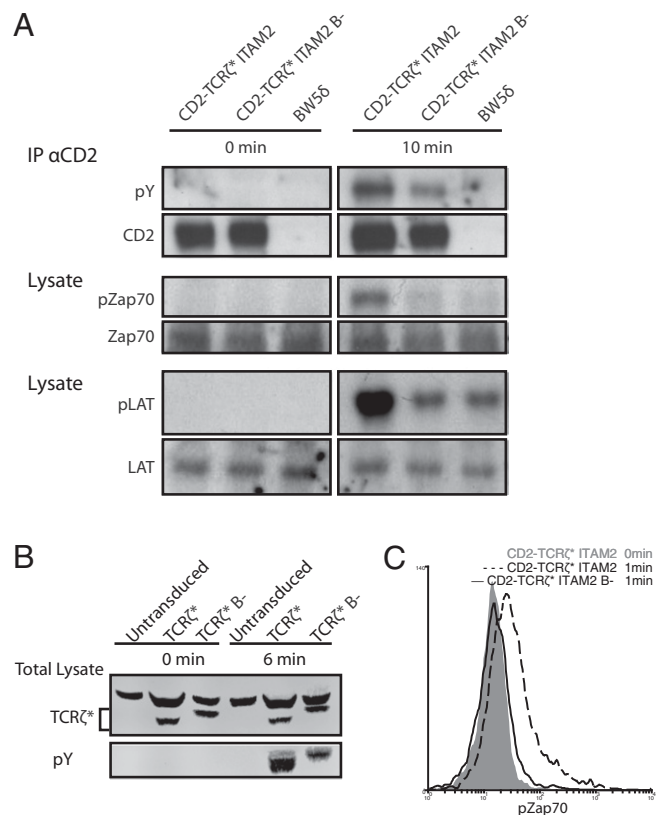 A
CD2-TCRζ* ITAM2
CD2-TCRζ* ITAM2 B-
BW5δ
CD2-TCRζ* ITAM2
CD2-TCRζ* ITAM2 B-
BW5δ
0 min
10 min
IP αCD2
pY
CD2
Lysate
pZap70
Zap70
Lysate
pLAT
LAT
B
Untransduced
TCRζ*
TCRζ* B-
Untransduced
TCRζ*
TCRζ* B-
0 min
6 min
Total Lysate
TCRζ*
pY
C
CD2-TCRζ* ITAM2 0min
CD2-TCRζ* ITAM2 1min
CD2-TCRζ* ITAM2 B- 1min
140
pZap70